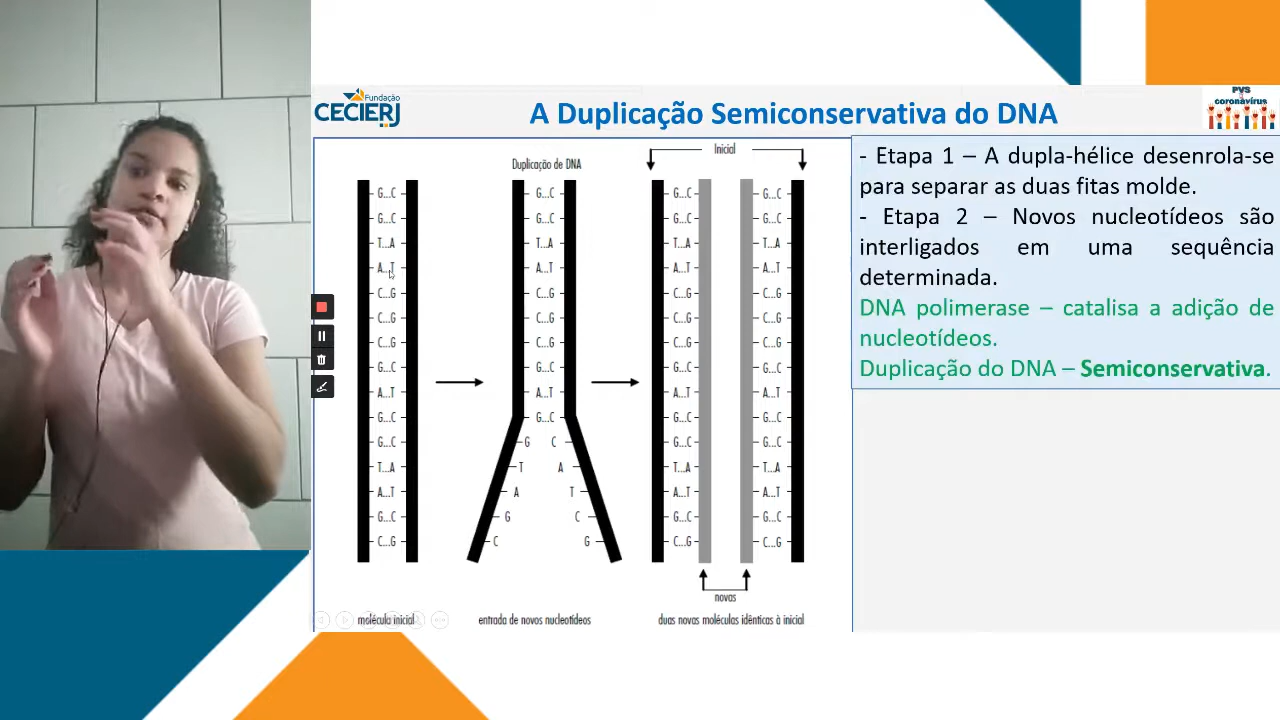 Fundação
CECIERJ
A Duplicação Semiconservativa do DNA
PVS
X
coronavírus
Duplicação de DNA
Inicial
G...C
G...C
T...A
A...T
C...G
C...G
C...G
G...C
A...T
G...C
G...C
T...A
A...T
G...C
C...G
G...C
G...C
T...A
A...T
C...G
C...G
C...G
G...C
A...T
G...C
G C
T A
A T
G C
C G
G...C
G...C
T...A
A...T
C...G
C...G
C...G
G...C
A...T
G...C
G...C
T...A
A...T
G...C
C...G
G...C
G...C
T...A
A...T
C...G
C...G
C...G
G...C
A...T
G...C
G...C
T...A
A...T
G...C
C...G
novas
molécula inicial
entrada de novos nucleotídeos
duas novas moléculas idênticas à inicial
- Etapa 1 – A dupla-hélice desenrola-se
para separar as duas fitas molde.
- Etapa 2 – Novos nucleotídeos são
interligados em uma sequência
determinada.
DNA polimerase – catalisa a adição de
nucleotídeos.
Duplicação do DNA – Semiconservativa.